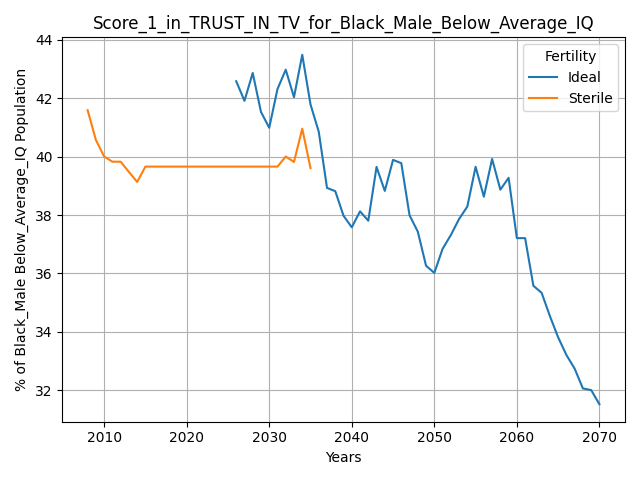 Score_1_in_TRUST_IN_TV_for_Black_Male_Below_Average_IQ
% of Black_Male Below_Average_IQ Population
44
42
40
38
36
34
32
Fertility
Ideal
Sterile
2010 2020 2030 2040 2050 2060 2070
Years